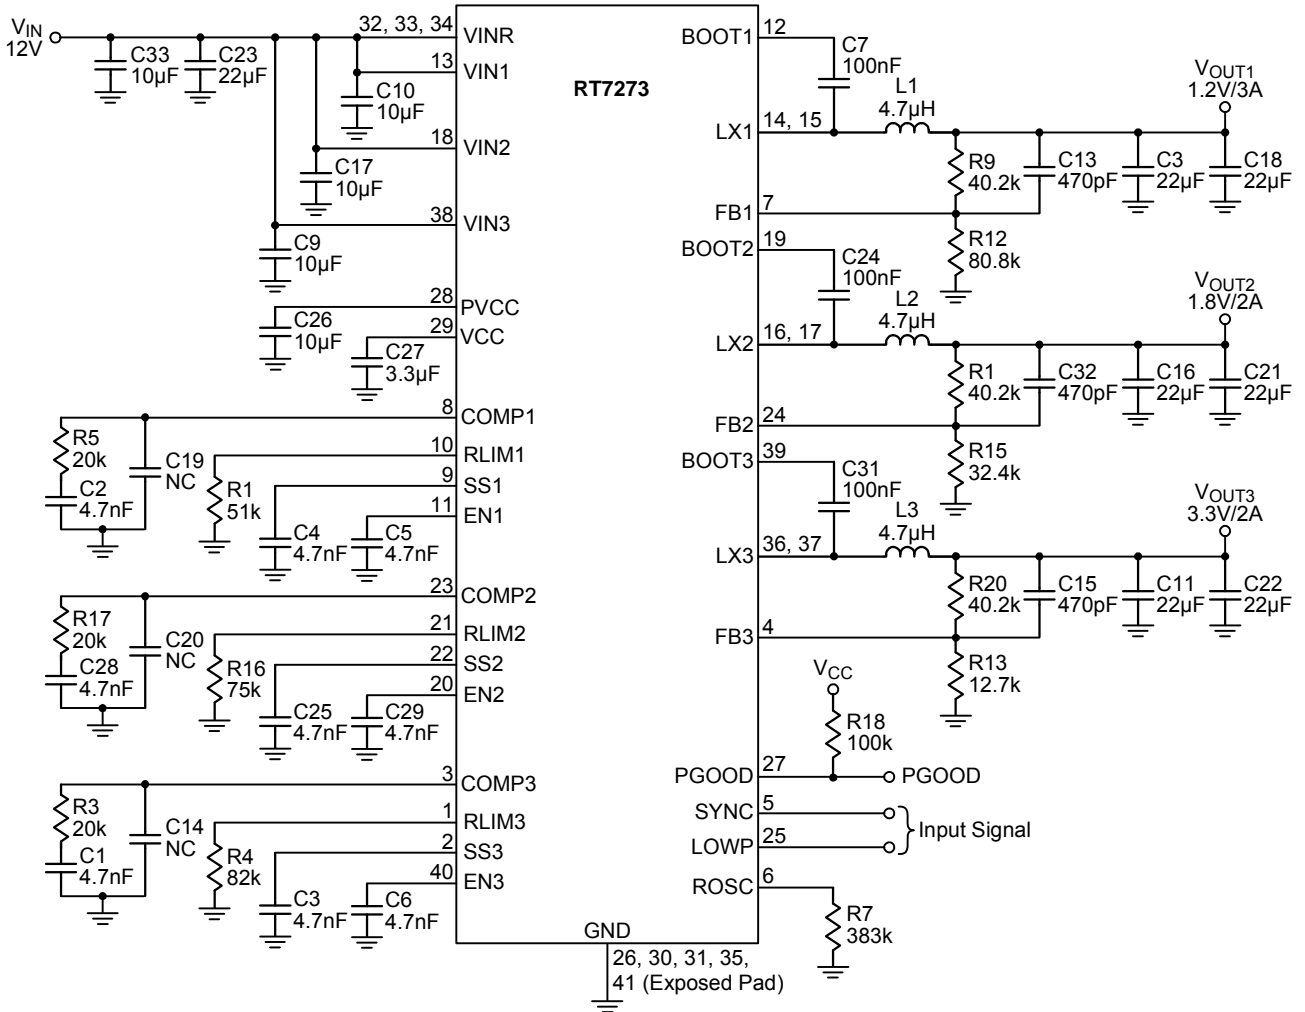 VIN
12V
C33
10µF
C23
22µF
32, 33, 34
VINR
13
VIN1
C10
10µF
18
VIN2
C17
10µF
38
VIN3
C9
10µF
28
PVCC
C26
10µF
29
VCC
C27
3.3µF
8
COMP1
R5
20k
C2
4.7nF
C19
NC
10
RLIM1
R1
51k
9
SS1
C4
4.7nF
11
EN1
C5
4.7nF
23
COMP2
R17
20k
C28
4.7nF
C20
NC
21
RLIM2
R16
75k
22
SS2
C25
4.7nF
20
EN2
C29
4.7nF
3
COMP3
R3
20k
C1
4.7nF
C14
NC
1
RLIM3
R4
82k
2
SS3
C3
4.7nF
40
EN3
C6
4.7nF
RT7273
GND
26, 30, 31, 35,
41 (Exposed Pad)
BOOT1
12
C7
100nF
LX1
14, 15
L1
4.7µH
VOUT1
1.2V/3A
R9
40.2k
C13
470pF
C3
22µF
C18
22µF
FB1
7
R12
80.8k
BOOT2
19
C24
100nF
LX2
16, 17
L2
4.7µH
VOUT2
1.8V/2A
R1
40.2k
C32
470pF
C16
22µF
C21
22µF
FB2
24
R15
32.4k
BOOT3
39
C31
100nF
LX3
36, 37
L3
4.7µH
VOUT3
3.3V/2A
R20
40.2k
C15
470pF
C11
22µF
C22
22µF
FB3
4
R13
12.7k
VCC
R18
100k
PGOOD
27
PGOOD
SYNC
5
LOWP
25
Input Signal
ROSC
6
R7
383k